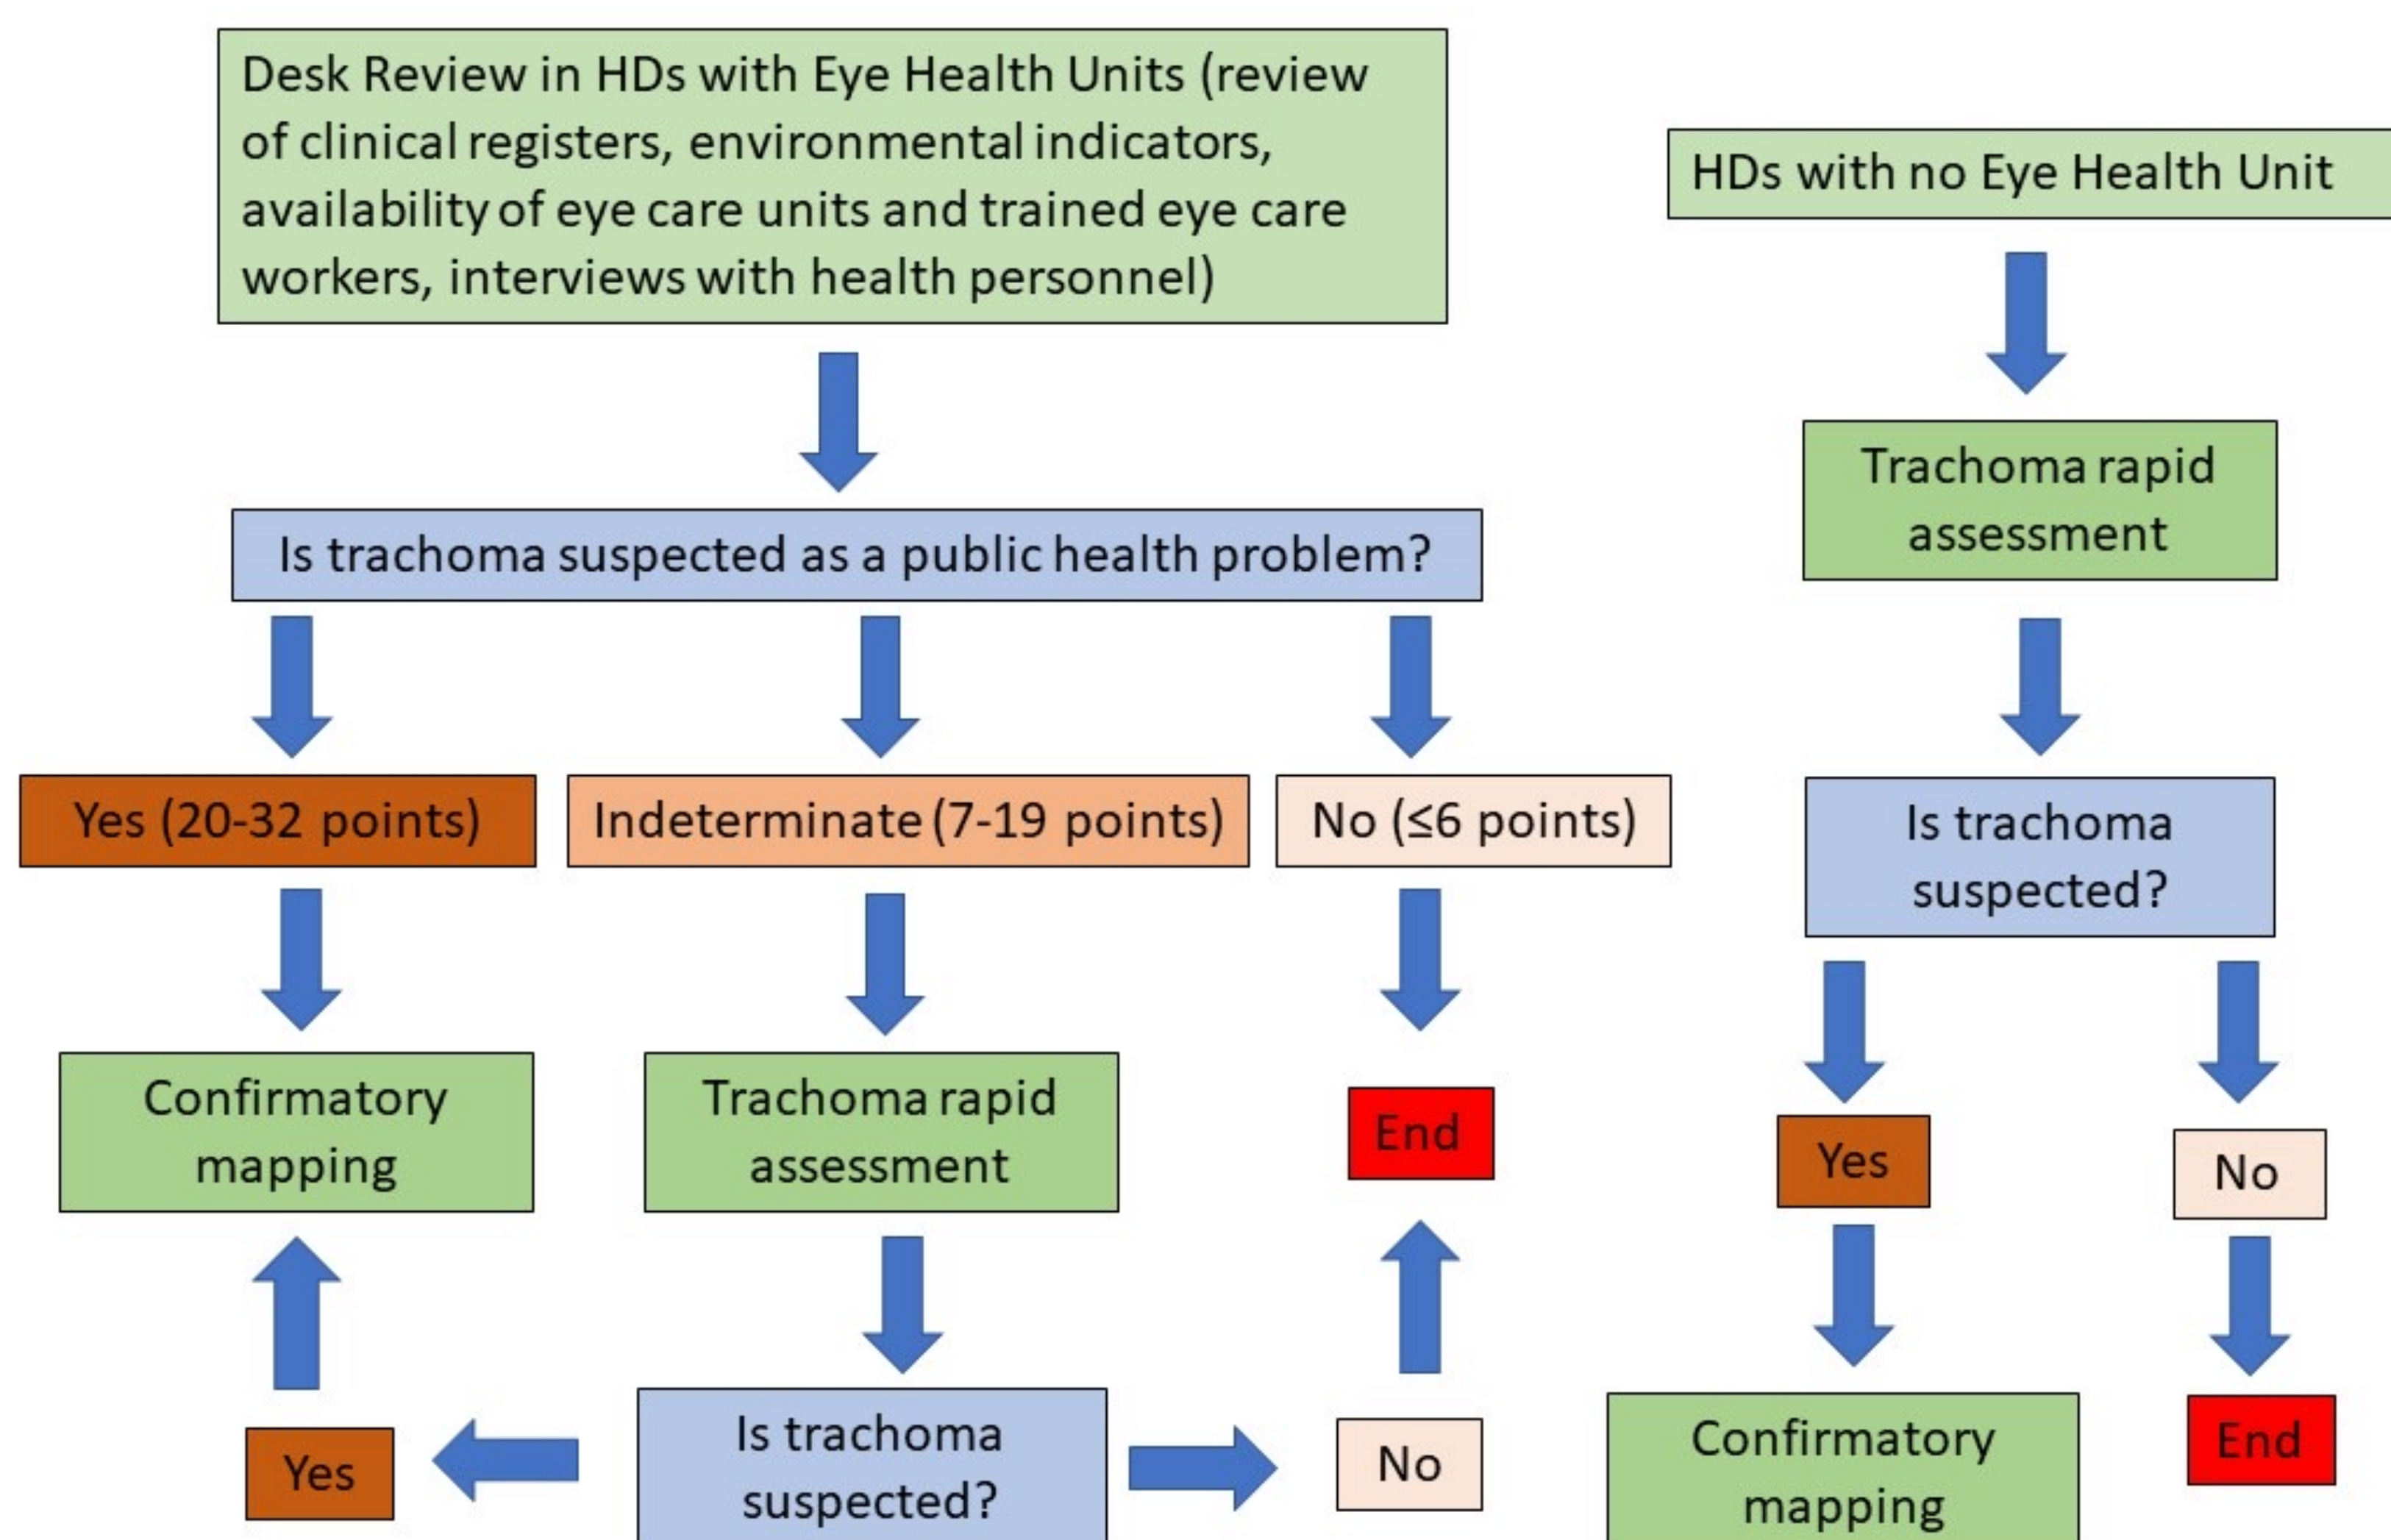 Desk Review in HDs with Eye Health Units (review
of clinical registers, environmental indicators,
availability of eye care units and trained eye care
workers, interviews with health personnel)
Is trachoma suspected as a public health problem?
Yes (20-32 points)
Indeterminate (7-19 points)
No (≤6 points)
Confirmatory
mapping
Trachoma rapid
assessment
End
Yes
Is trachoma
suspected?
No
HDs with no Eye Health Unit
Trachoma rapid
assessment
Is trachoma
suspected?
Yes
No
Confirmatory
mapping
End